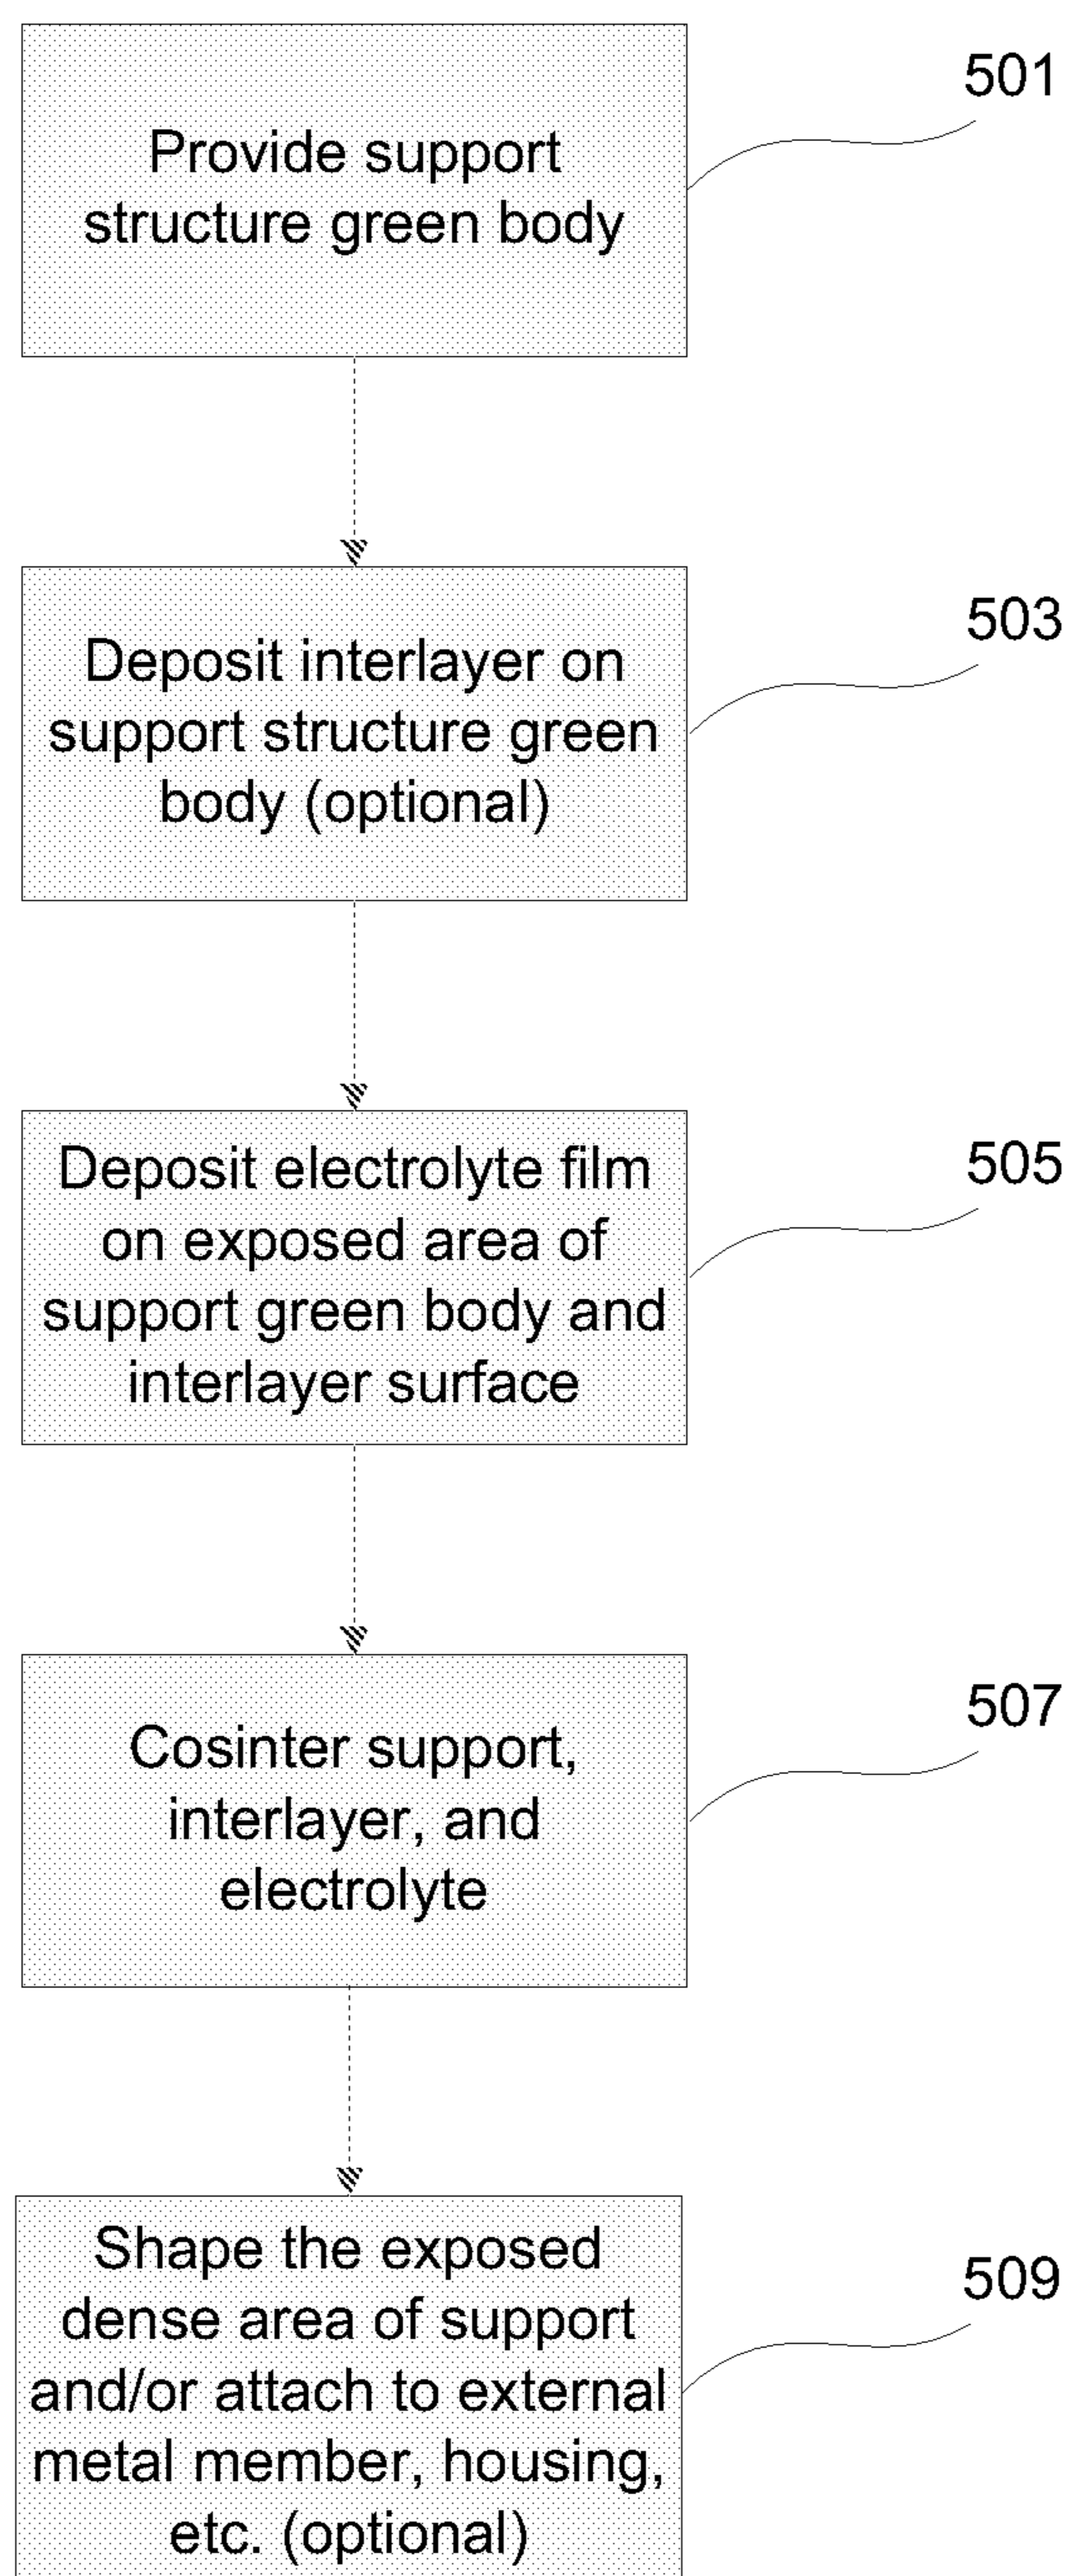 Provide support
structure green body
501
Deposit interlayer on
support structure green
body (optional)
503
Deposit electrolyte film
on exposed area of
support green body and
interlayer surface
505
Cosinter support,
interlayer, and
electrolyte
507
Shape the exposed
dense area of support
and/or attach to external
metal member, housing,
etc. (optional)
509